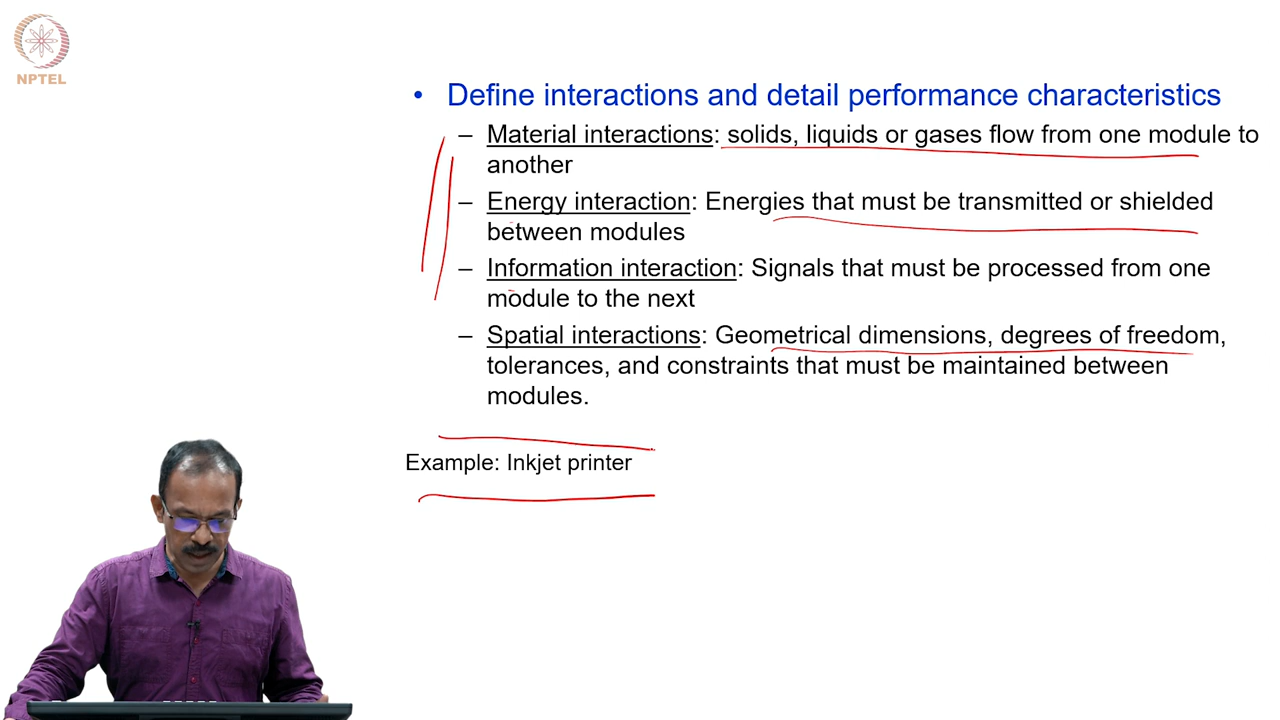 NPTEL
• Define interactions and detail performance characteristics
– Material interactions: solids, liquids or gases flow from one module to
another
– Energy interaction: Energies that must be transmitted or shielded
between modules
– Information interaction: Signals that must be processed from one
module to the next
– Spatial interactions: Geometrical dimensions, degrees of freedom,
tolerances, and constraints that must be maintained between
modules.
Example: Inkjet printer